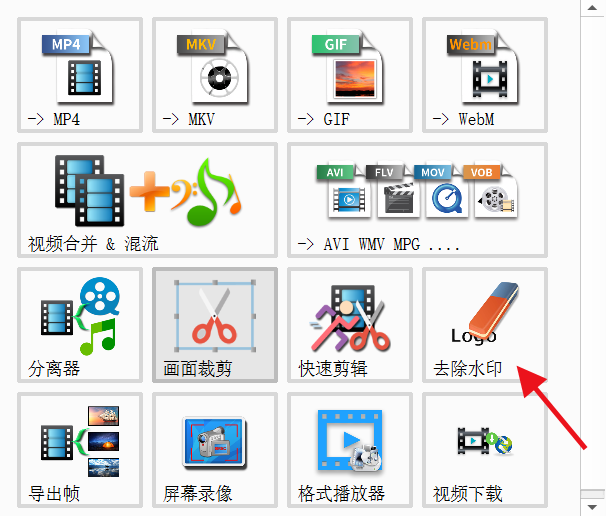 MP4
MKV
GIF
Webm
-> MP4
-> MKV
-> GIF
-> WebM
AVI
FLV
MOV
VOB
视频合并 & 混流
-> AVI WMV MPG ....
Logo
分离器
画面裁剪
快速剪辑
去除水印
导出帧
屏幕录像
格式播放器
视频下载